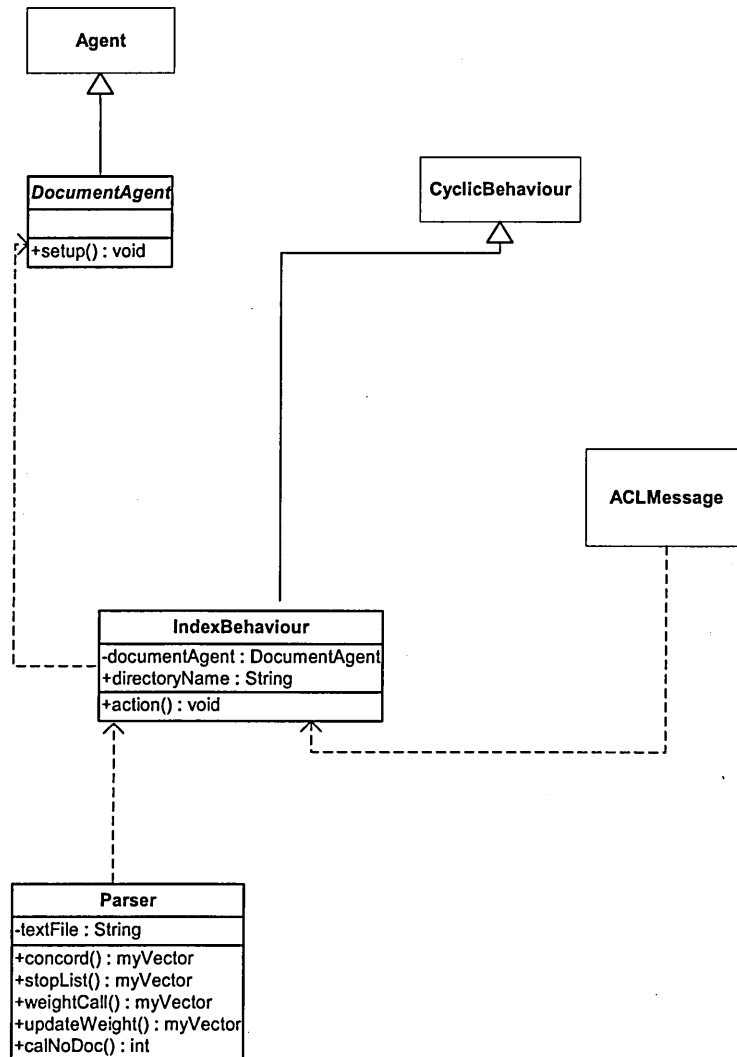 Agent
DocumentAgent
+setup() : void
CyclicBehaviour
ACLMessage
IndexBehaviour
-documentAgent : DocumentAgent
+directoryName : String
+action() : void
Parser
-textFile : String
+concord() : myVector
+stopList() : myVector
+weightCall() : myVector
+updateWeight() : myVector
+calNoDoc() : int